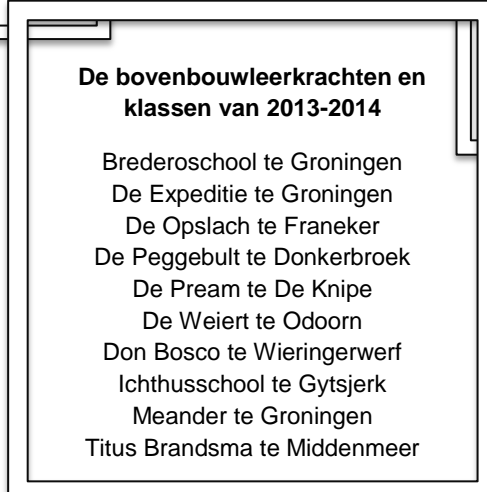 De bovenbouwleerkrachten en
klassen van 2013-2014
Brederoschool te Groningen
De Expeditie te Groningen
De Opslach te Franeker
De Peggebult te Donkerbroek
De Pream te De Knipe
De Weiert te Odoorn
Don Bosco te Wieringerwerf
Ichthusschool te Gytsjerk
Meander te Groningen
Titus Brandsma te Middenmeer